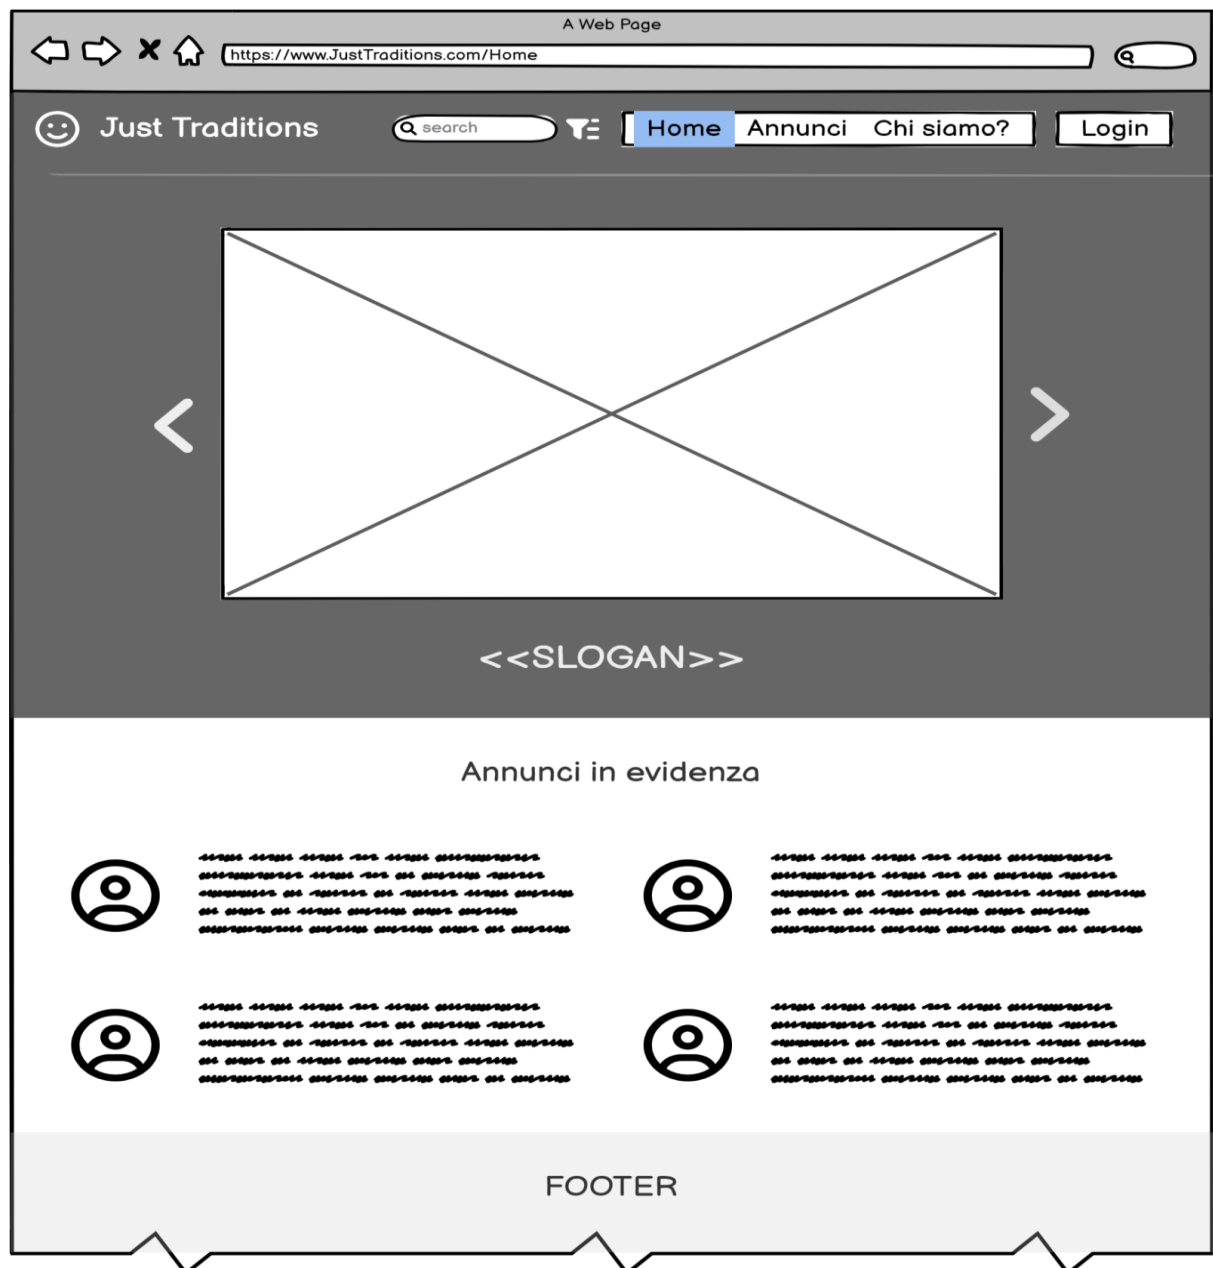 A Web Page
https://www.JustTraditions.com/Home
Just Traditions
search
Home Annunci Chi siamo?
Login
<<SLOGAN>>
Annunci in evidenza
FOOTER